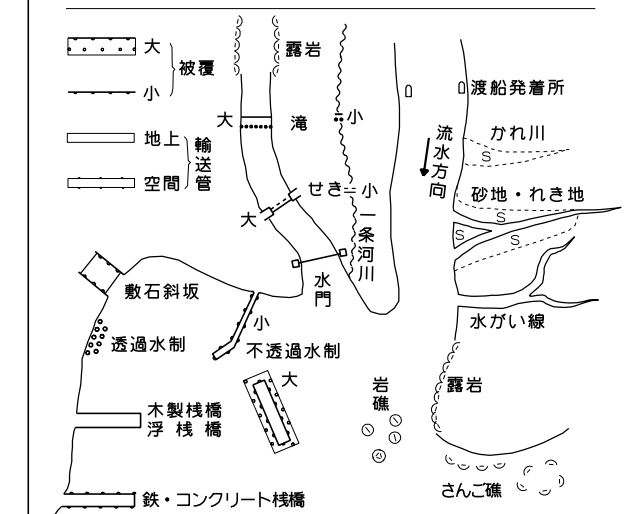 大
被覆
小
地上
輸送管
空間
露岩
大
滝
小
渡船発着所
流水方向
かれ川
S
せき
小
大
砂地・れき地
S
S
S
一条河川
水門
敷石斜坂
小
透過水制
不透過水制
水がい線
大
岩礁
露岩
木製桟橋
浮桟橋
さんご礁
鉄・コンクリート桟橋